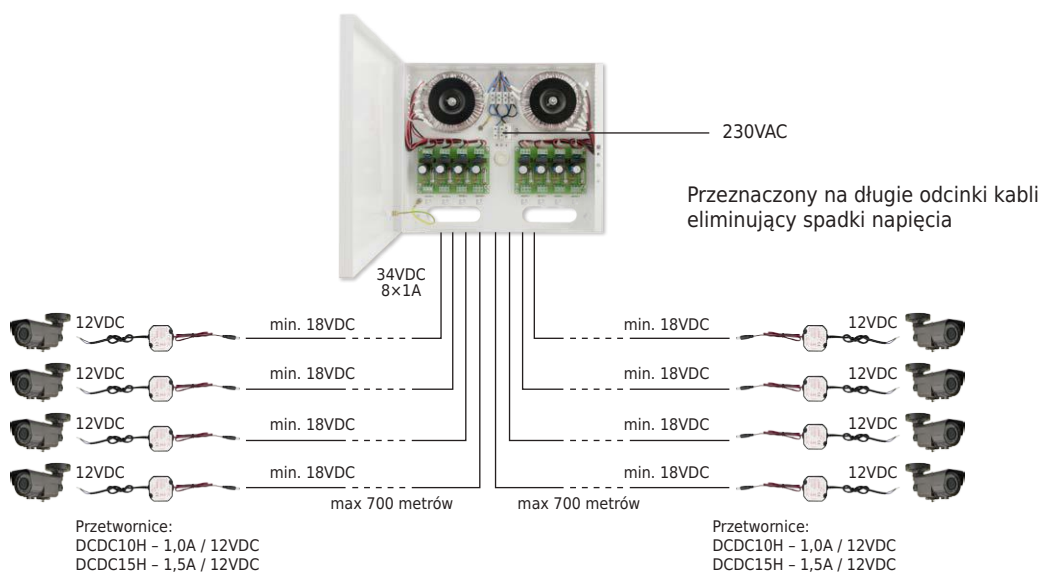 230VAC
Przeznaczony na długie odcinki kabli
eliminujący spadki napięcia
34VDC
8×1A
12VDC
min. 18VDC
min. 18VDC
12VDC
12VDC
min. 18VDC
min. 18VDC
12VDC
12VDC
min. 18VDC
min. 18VDC
12VDC
12VDC
min. 18VDC
min. 18VDC
12VDC
max 700 metrów
max 700 metrów
Przetwornice:
DCDC10H – 1,0A / 12VDC
DCDC15H – 1,5A / 12VDC
Przetwornice:
DCDC10H – 1,0A / 12VDC
DCDC15H – 1,5A / 12VDC